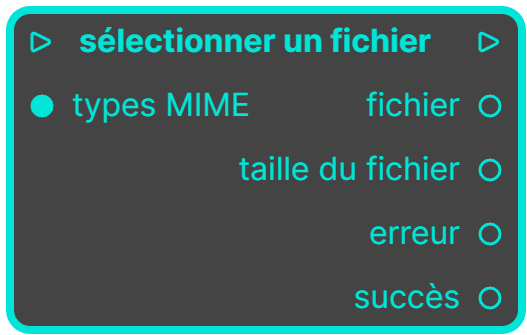 sélectionner un fichier
types MIME fichier
taille du fichier
erreur
succès